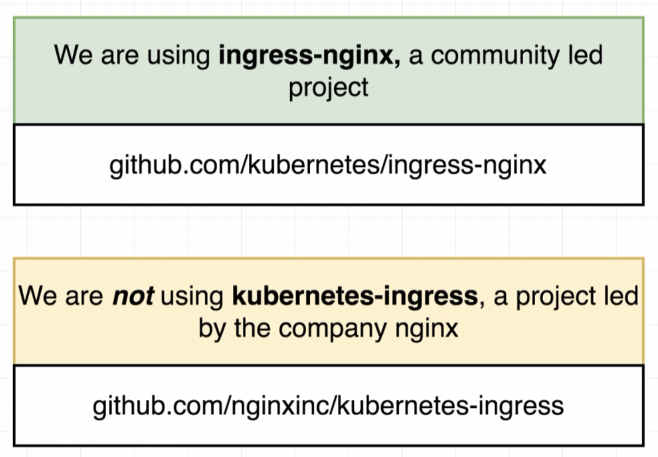 We are using ingress-nginx, a community led
project
github.com/kubernetes/ingress-nginx
We are not using kubernetes-ingress, a project led
by the company nginx
github.com/nginxinc/kubernetes-ingress